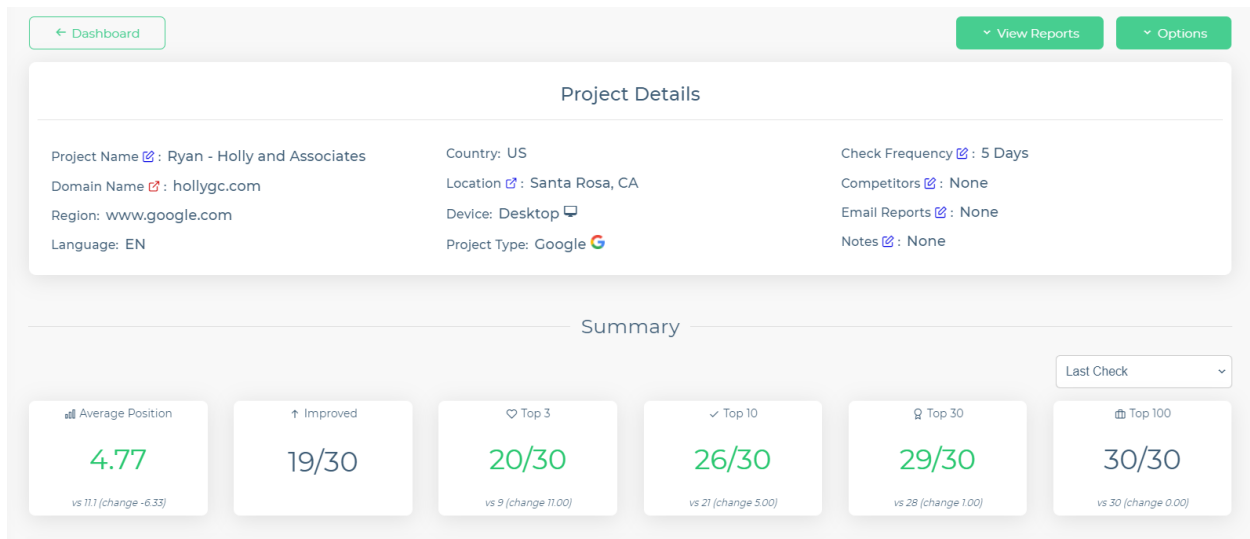 ← Dashboard
View Reports
Options
Project Details
Project Name : Ryan - Holly and Associates
Domain Name : hollygc.com
Region: www.google.com
Language: EN
Country: US
Location : Santa Rosa, CA
Device: Desktop
Project Type: Google
Check Frequency : 5 Days
Competitors : None
Email Reports : None
Notes : None
Summary
Last Check
Average Position
4.77
vs 11.1 (change -6.33)
↑ Improved
19/30
Top 3
20/30
vs 9 (change 11.00)
Top 10
26/30
vs 21 (change 5.00)
Top 30
29/30
vs 28 (change 1.00)
Top 100
30/30
vs 30 (change 0.00)